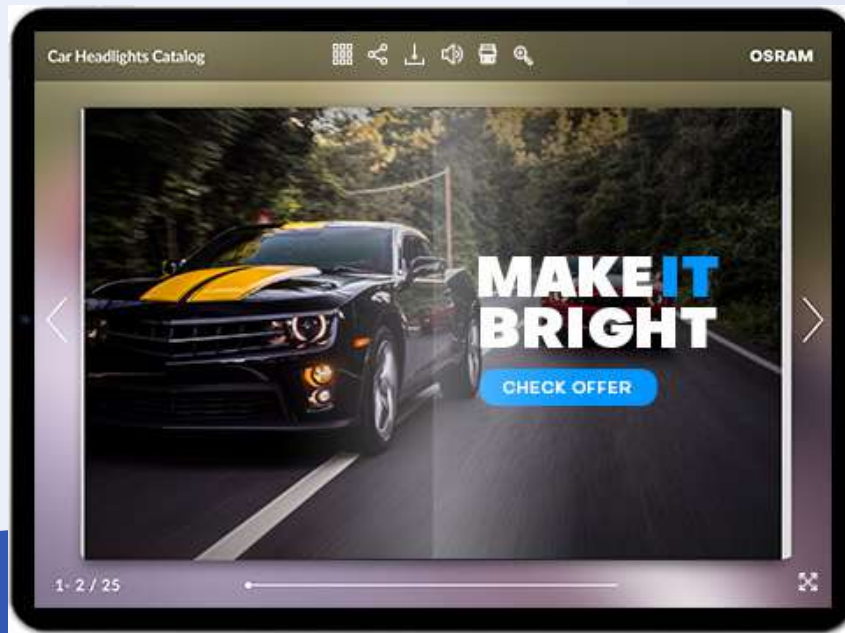 Car Headlights Catalog
OSRAM
MAKE IT
BRIGHT
CHECK OFFER
1- 2 / 25